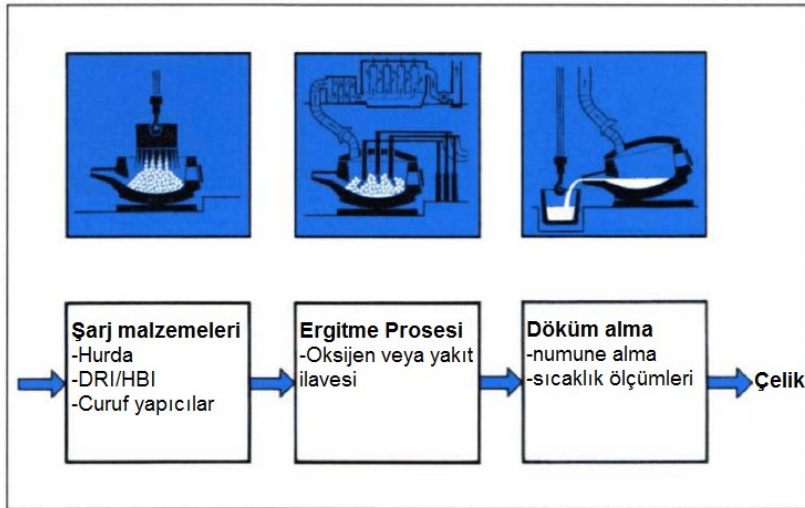 Şarj malzemeleri
-Hurda
-DRI/HBI
-Curuf yapıcılar
Ergitme Prosesi
-Oksijen veya yakıt
ilavesi
Döküm alma
-numune alma
-sıcaklık ölçümleri
Çelik